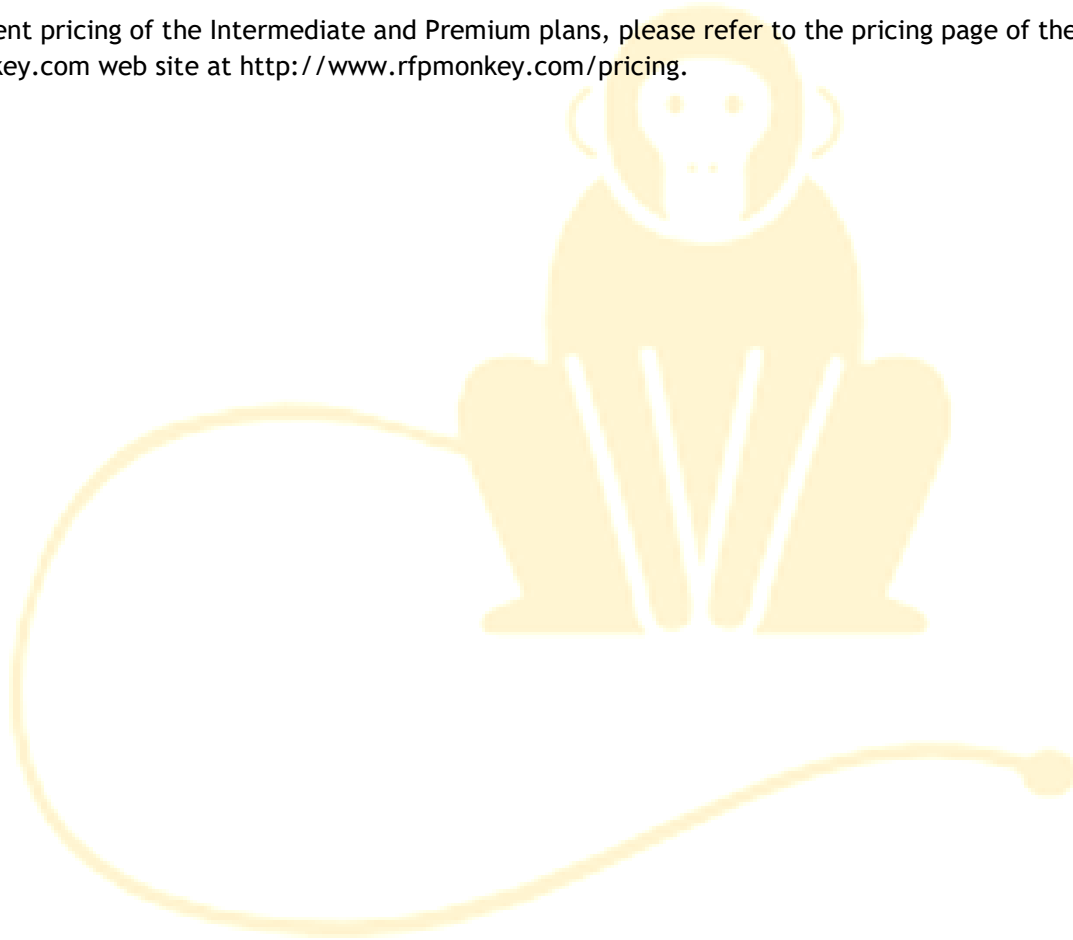 ent pricing of the Intermediate and Premium plans, please refer to the pricing page of the
key.com web site at http://www.rfpmonkey.com/pricing.